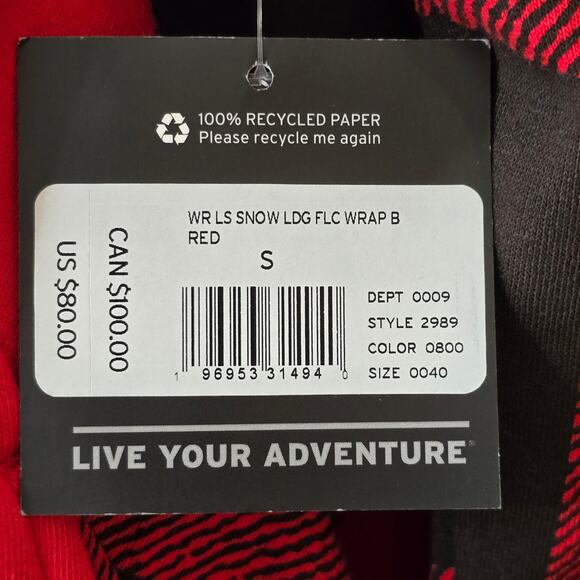 100% RECYCLED PAPER
Please recycle me again
WR LS SNOW LDG FLC WRAP B
RED
S
CAN $100.00
US $80.00
DEPT 0009
STYLE 2989
COLOR 0800
SIZE 0040
1 96953 31494 0
LIVE YOUR ADVENTURE®